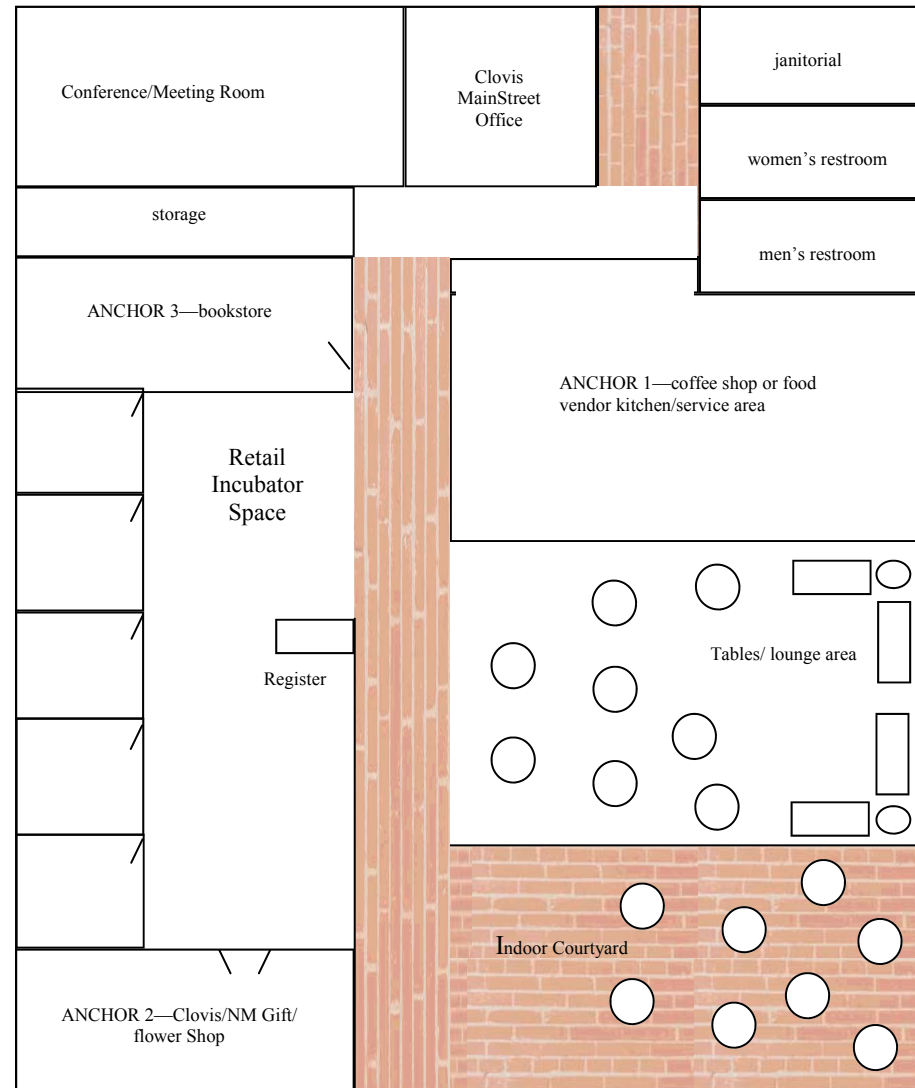 Conference/Meeting Room
Clovis
MainStreet
Office
janitorial
women’s restroom
storage
men’s restroom
ANCHOR 3—bookstore
ANCHOR 1—coffee shop or food
vendor kitchen/service area
Retail
Incubator
Space
Register
Tables/ lounge area
Indoor Courtyard
ANCHOR 2—Clovis/NM Gift/
flower Shop